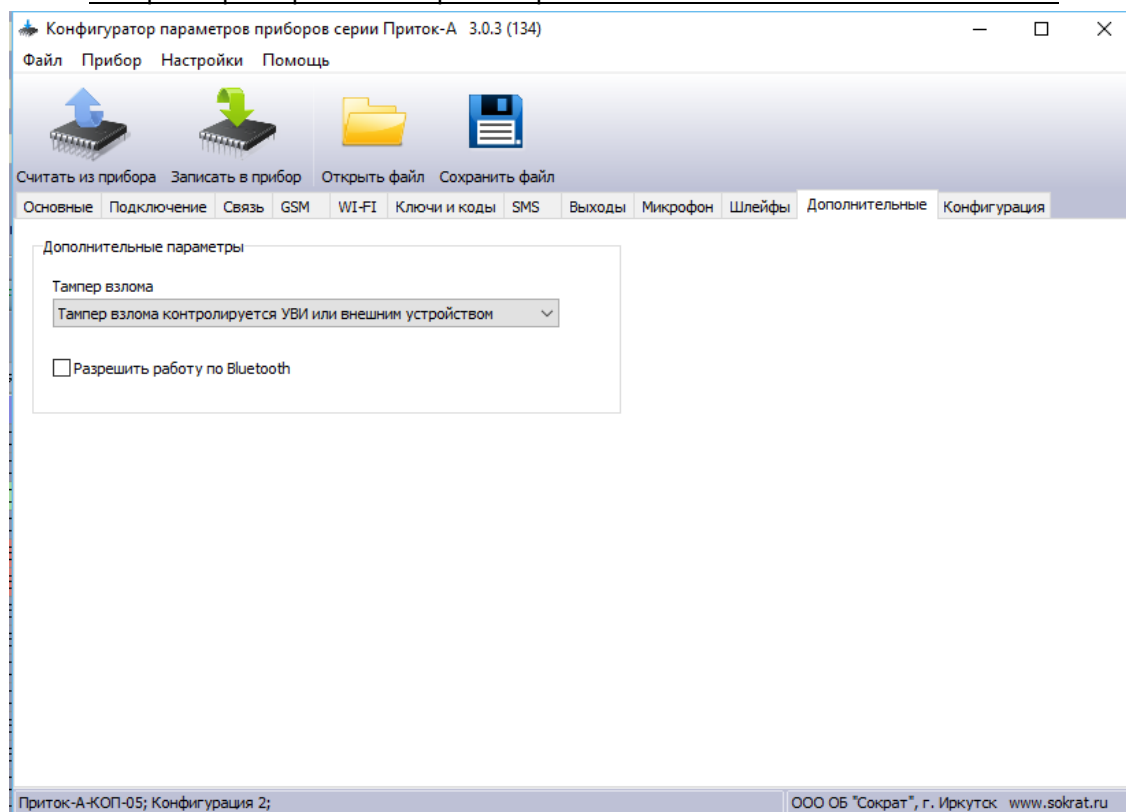 Конфигуратор параметров приборов серии Приток-А 3.0.3 (134)
Файл Прибор Настройки Помощь
Считать из прибора Записать в прибор Открыть файл Сохранить файл
Основные Подключение Связь GSM WI-FI Ключи и коды SMS Выходы Микрофон Шлейфы Дополнительные Конфигурация
Дополнительные параметры
Тампер взлома
Тампер взлома контролируется УВИ или внешним устройством
Разрешить работу по Bluetooth
Приток-А-КОП-05; Конфигурация 2; ООО ОБ "Сократ", г. Иркутск www.sokrat.ru